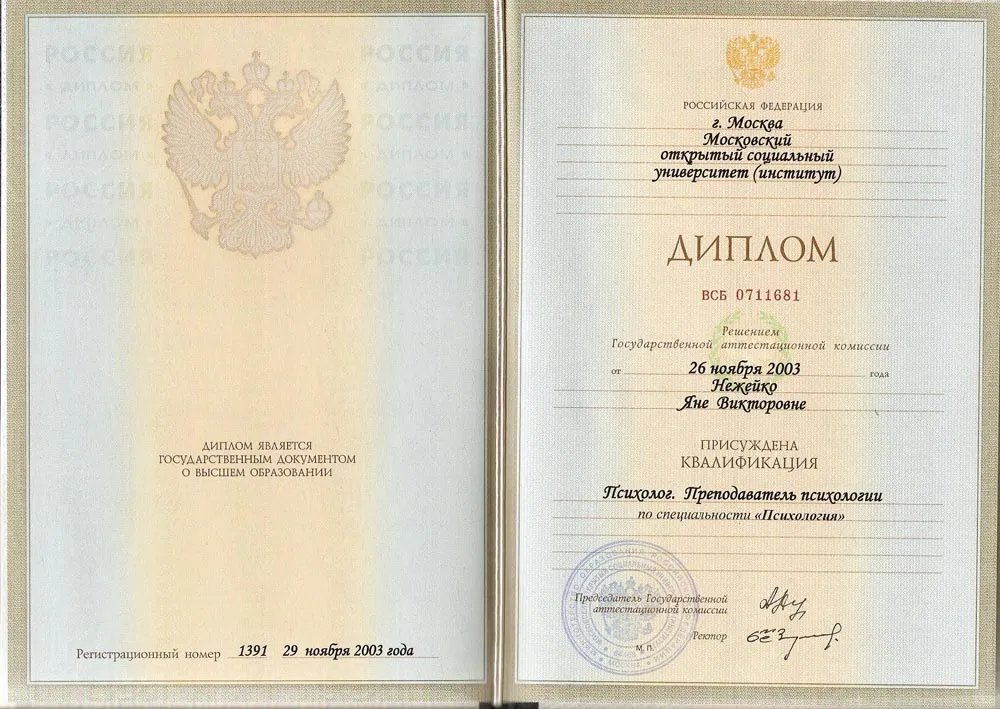 РОССИЯ РОССИЯ
« ДИПЛОМ » « ДИПЛОМ »
РОССИЯ РОССИЯ
« ДИПЛОМ » « ДИПЛОМ »
РОССИЯ РОССИЯ
« ДИПЛОМ » « ДИПЛОМ »
РОССИЯ РОССИЯ
ДИПЛОМ ЯВЛЯЕТСЯ
ГОСУДАРСТВЕННЫМ ДОКУМЕНТОМ
О ВЫСШЕМ ОБРАЗОВАНИИ
Регистрационный номер 1391 29 ноября 2003 года
РОССИЙСКАЯ ФЕДЕРАЦИЯ
г. Москва
Московский
открытый социальный
университет (институт)
ДИПЛОМ
ВСБ 0711681
Решением
Государственной аттестационной комиссии
от 26 ноября 2003 года
Нежейко
Яне Викторовне
ПРИСУЖДЕНА
КВАЛИФИКАЦИЯ
Психолог. Преподаватель психологии
по специальности «Психология»
Председатель Государственной
аттестационной комиссии
Ректор
М.П.
МОСКВА